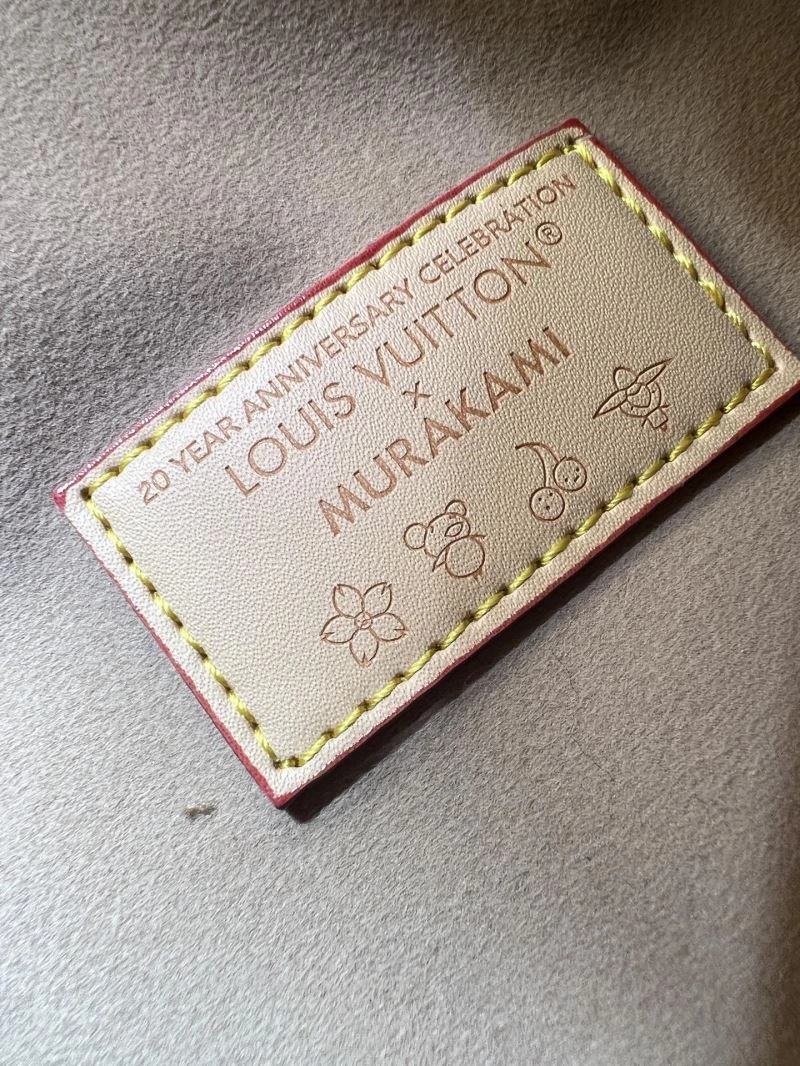 20 YEAR ANNIVERSARY CELEBRATION
LOUIS VUITTON®
×
MURAKAMI